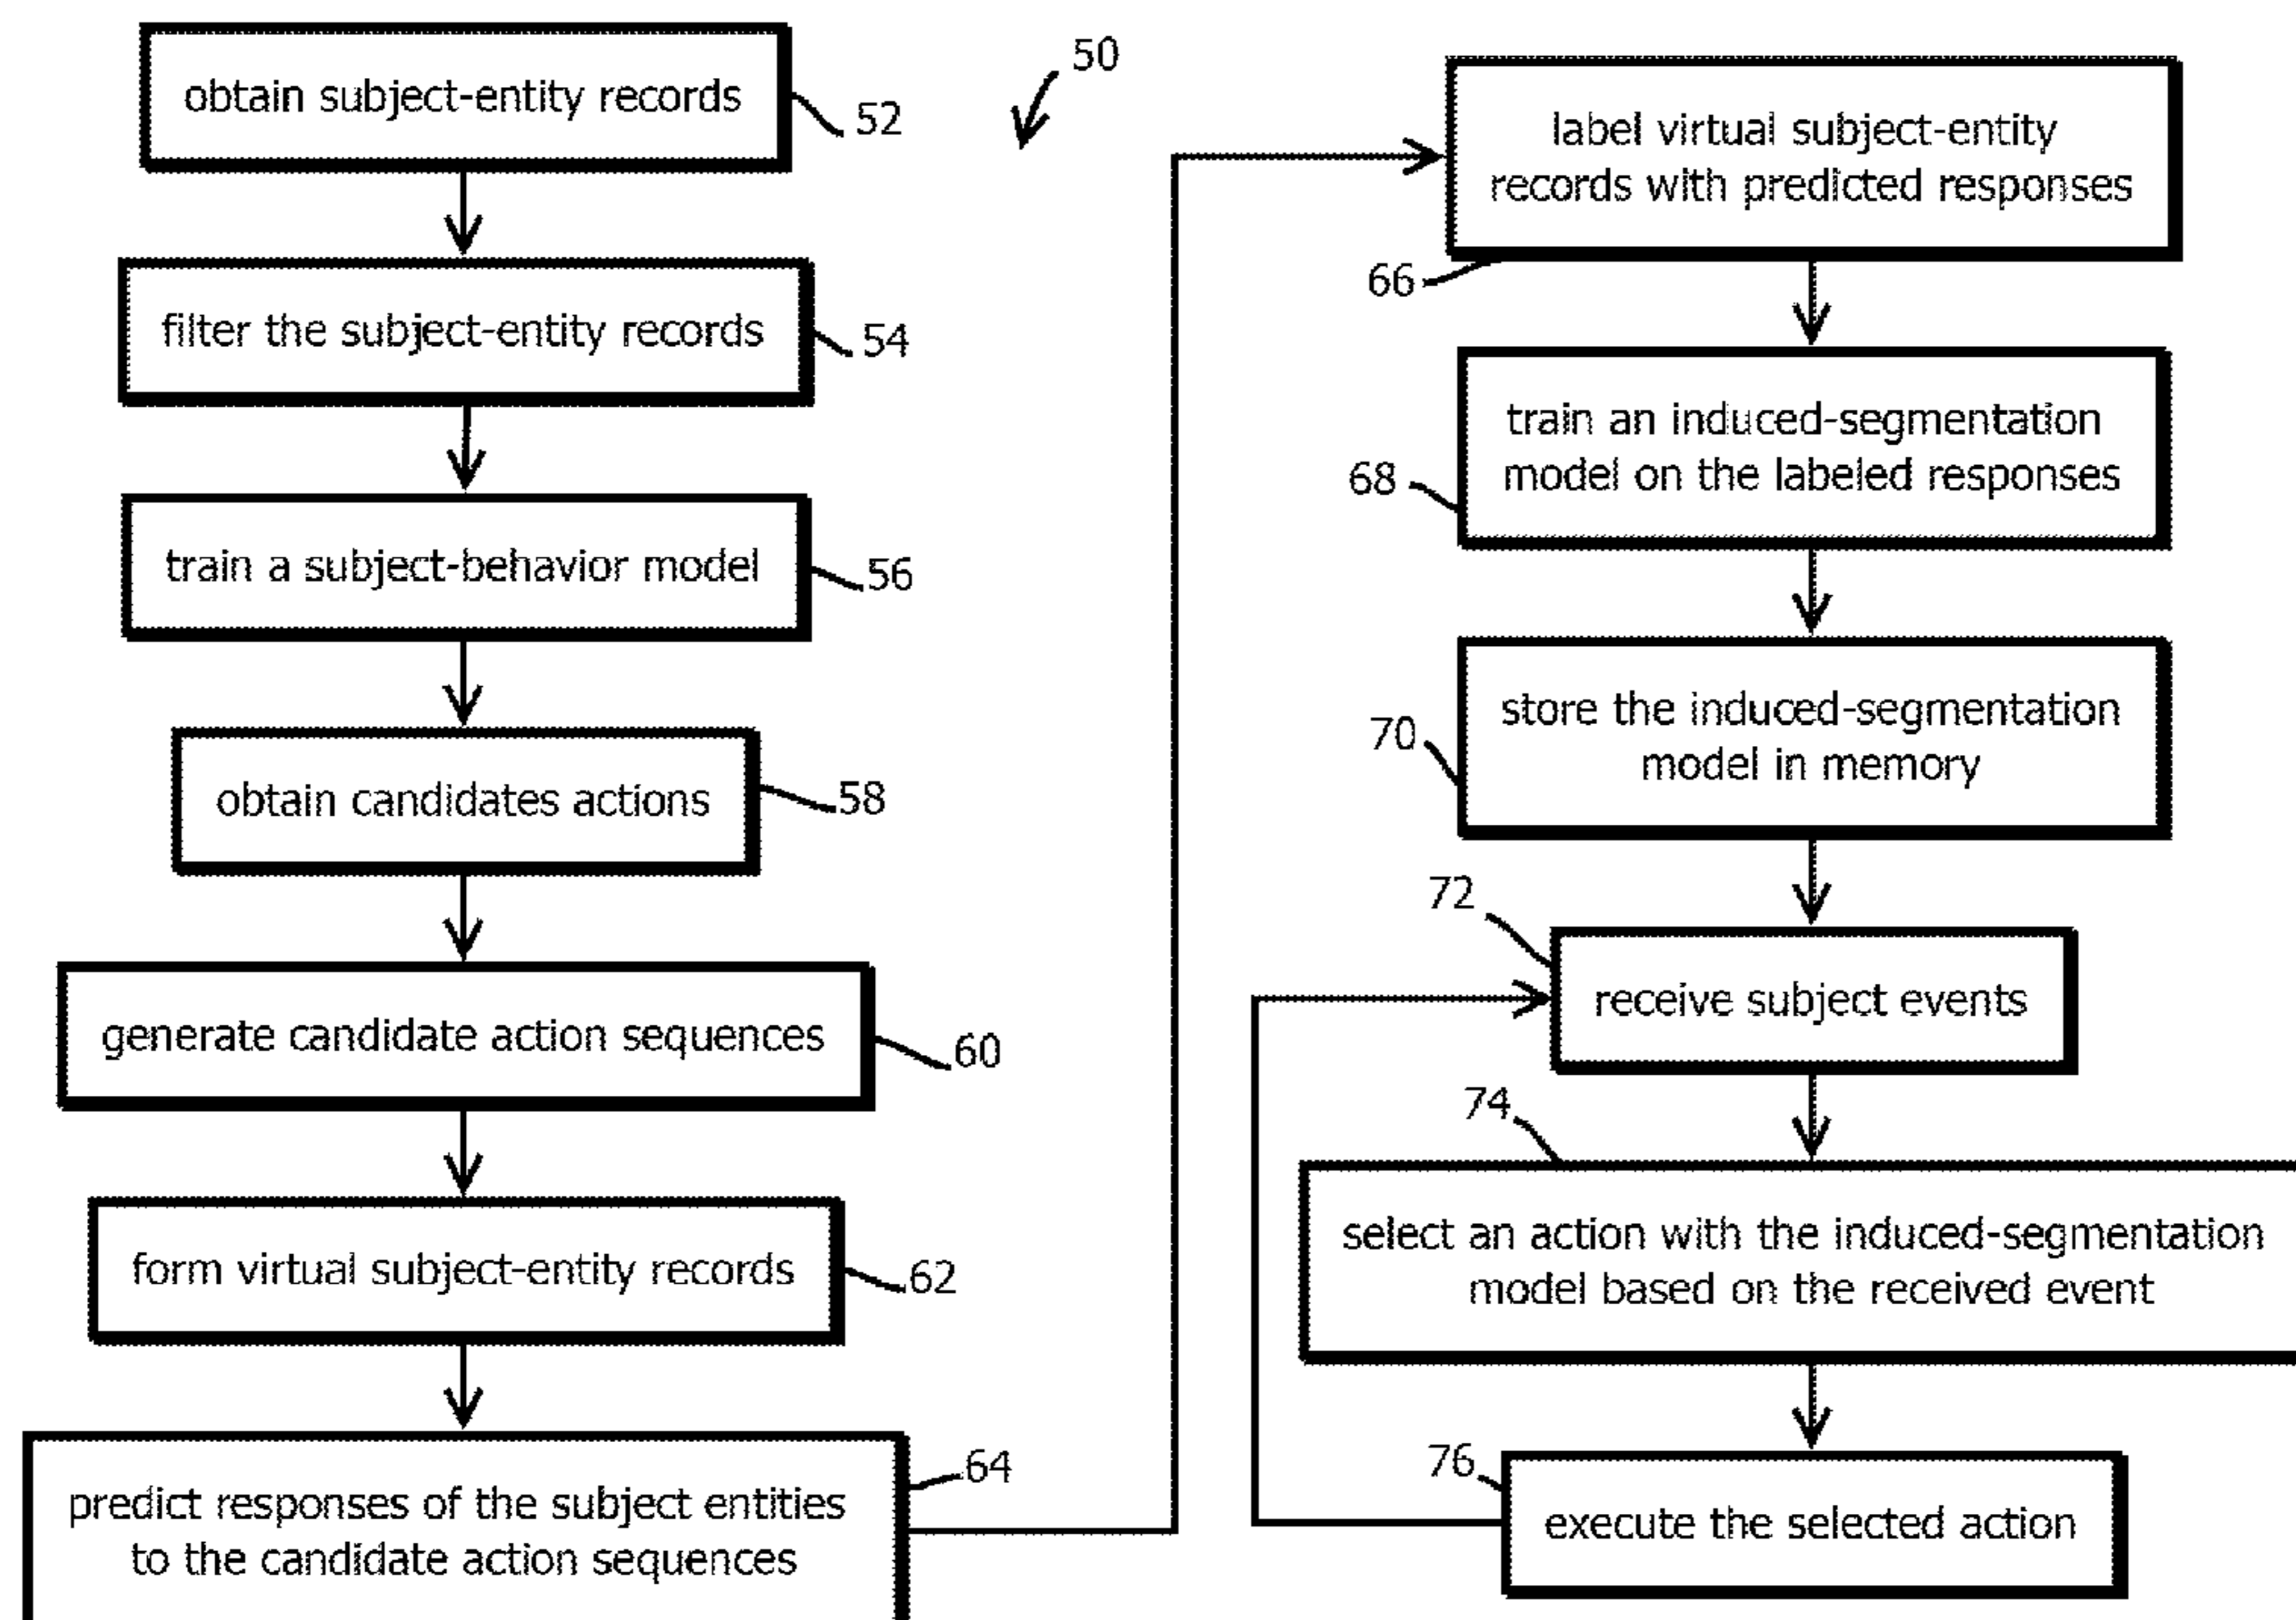 obtain subject-entity records
52
filter the subject-entity records
54
train a subject-behavior model
56
obtain candidates actions
58
generate candidate action sequences
60
form virtual subject-entity records
62
predict responses of the subject entities
to the candidate action sequences
64
50
label virtual subject-entity
records with predicted responses
66
train an induced-segmentation
model on the labeled responses
68
store the induced-segmentation
model in memory
70
72
receive subject events
74
select an action with the induced-segmentation
model based on the received event
76
execute the selected action